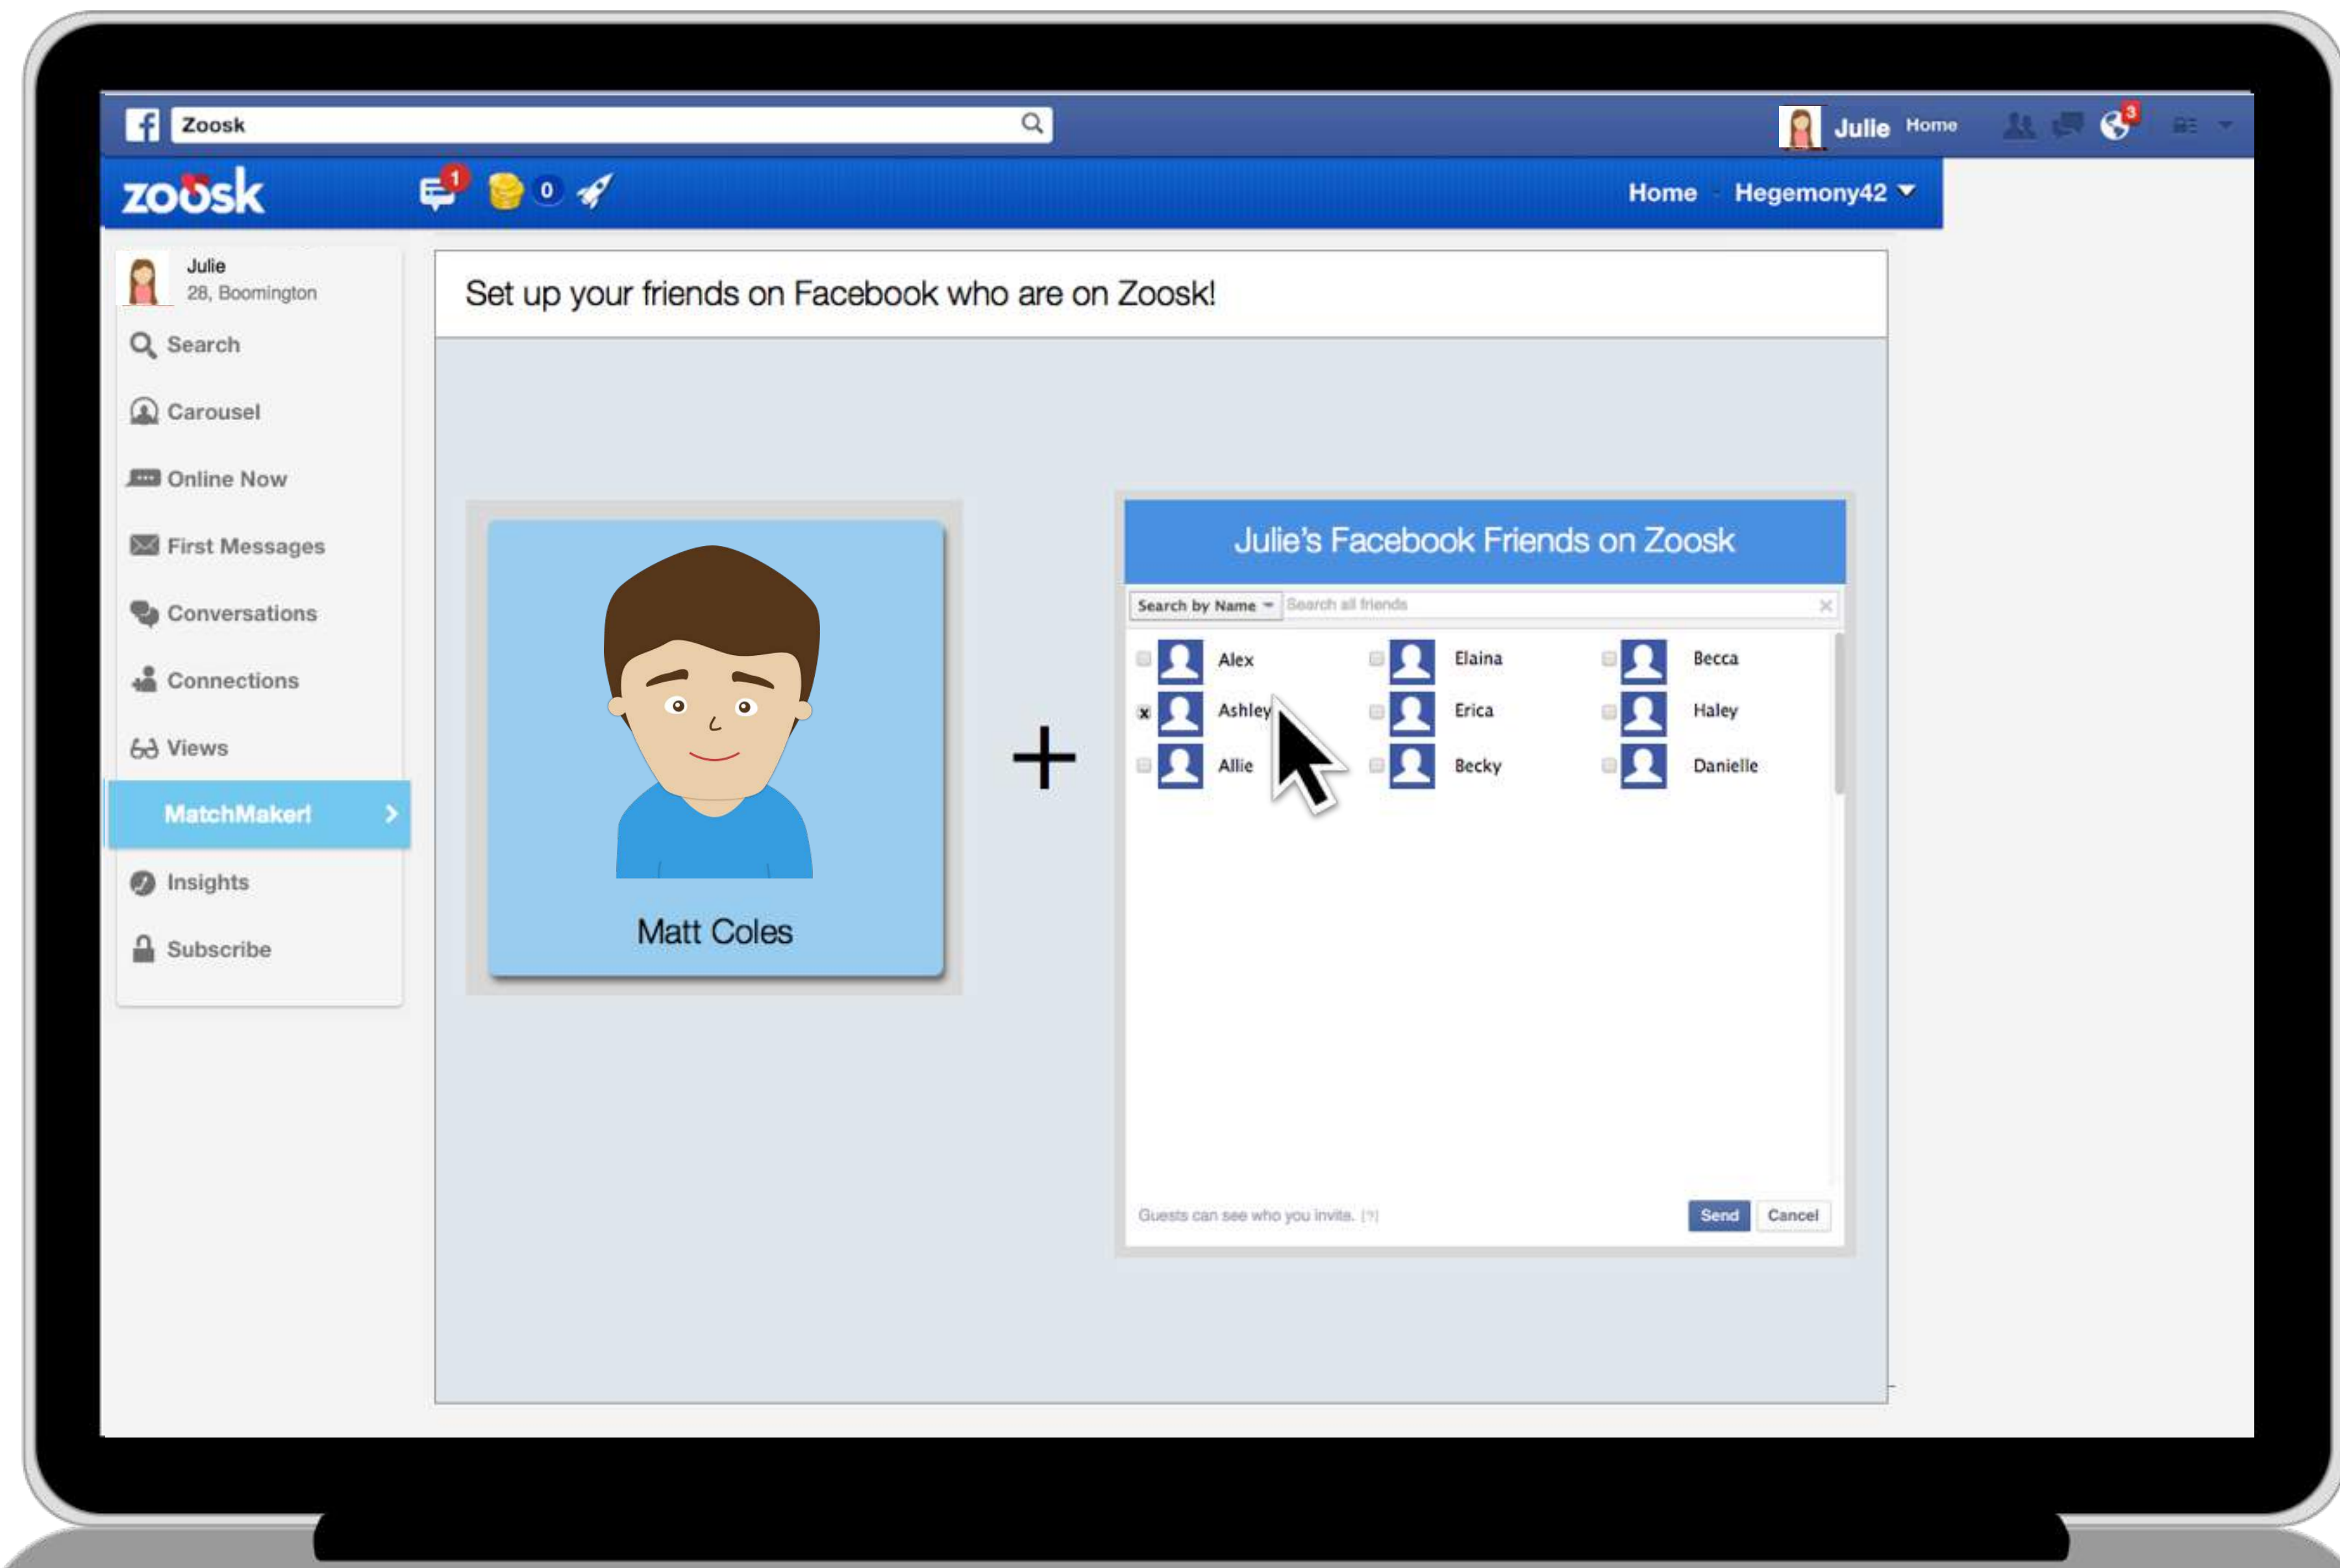 Zoosk
Julie Home 3
zoosk 1 0 Home - Hegemony42
Julie
28, Boomington
Search
Carousel
Online Now
First Messages
Conversations
Connections
Views
MatchMaker!
Insights
Subscribe
Set up your friends on Facebook who are on Zoosk!
Matt Coles
+
Julie's Facebook Friends on Zoosk
Search by Name Search all friends
Alex Elaina Becca
x Ashley Erica Haley
Allie Becky Danielle
Guests can see who you invite. [?] Send Cancel